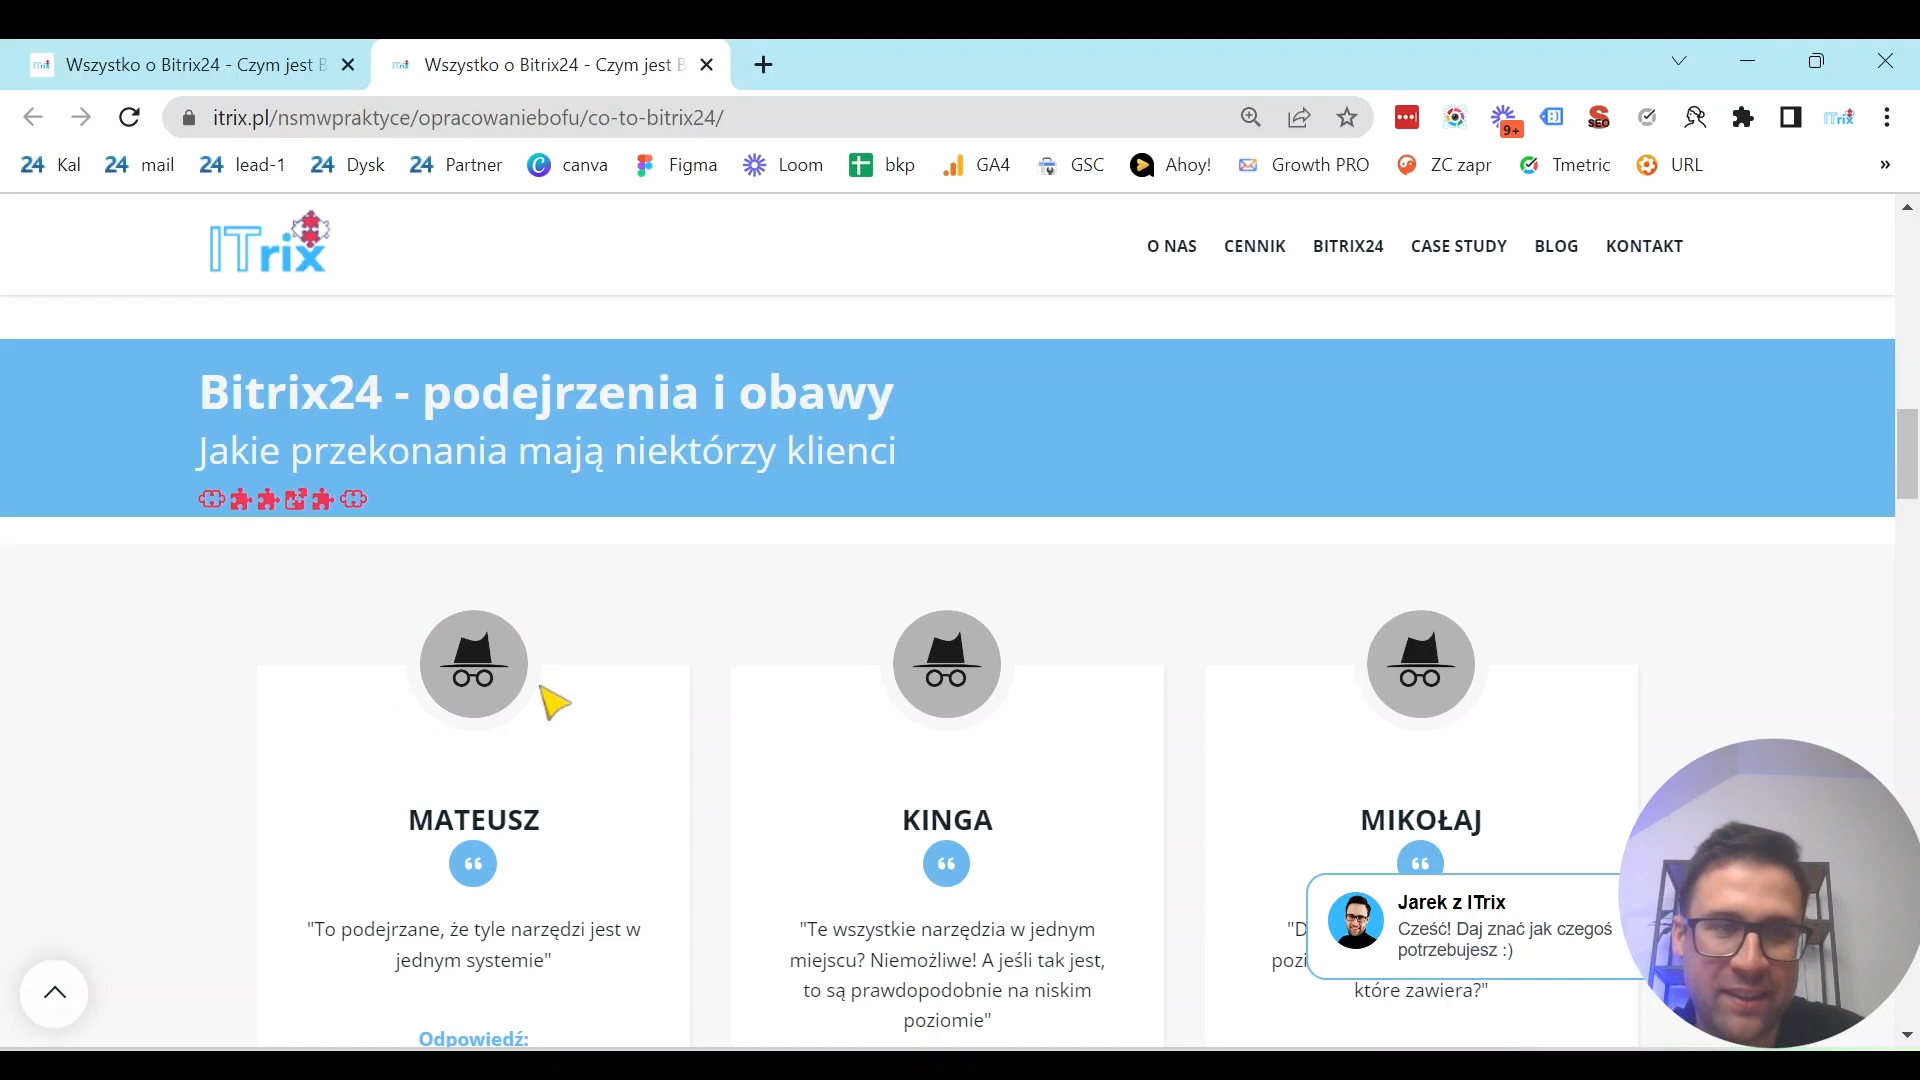 Wszystko o Bitrix24 - Czym jest B
Wszystko o Bitrix24 - Czym jest B
itrix.pl/nsmwpraktyce/opracowaniebofu/co-to-bitrix24/
9+
SEO
ITrix
24 Kal
24 mail
24 lead-1
24 Dysk
24 Partner
canva
Figma
Loom
bkp
GA4
GSC
Ahoy!
Growth PRO
ZC zapr
Tmetric
URL
»
ITrix
O NAS
CENNIK
BITRIX24
CASE STUDY
BLOG
KONTAKT
Bitrix24 - podejrzenia i obawy
Jakie przekonania mają niektórzy klienci
MATEUSZ
"To podejrzane, że tyle narzędzi jest w
jednym systemie"
Odpowiedź:
KINGA
"Te wszystkie narzędzia w jednym
miejscu? Niemożliwe! A jeśli tak jest,
to są prawdopodobnie na niskim
poziomie"
MIKOŁAJ
"D
pozi
które zawiera?"
Jarek z ITrix
Cześć! Daj znać jak czegoś
potrzebujesz :)